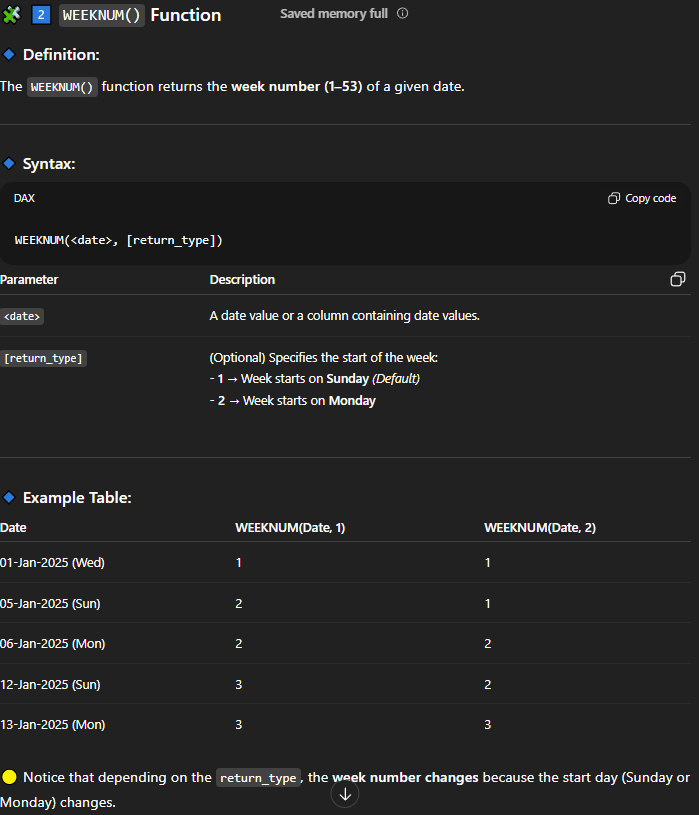 2 WEEKNUM() Function
Saved memory full
Definition:
The WEEKNUM() function returns the week number (1–53) of a given date.
Syntax:
DAX
Copy code
WEEKNUM(<date>, [return_type])
Parameter Description
<date> A date value or a column containing date values.
[return_type] (Optional) Specifies the start of the week:
- 1 → Week starts on Sunday (Default)
- 2 → Week starts on Monday
Example Table:
Date WEEKNUM(Date, 1) WEEKNUM(Date, 2)
01-Jan-2025 (Wed) 1 1
05-Jan-2025 (Sun) 2 1
06-Jan-2025 (Mon) 2 2
12-Jan-2025 (Sun) 3 2
13-Jan-2025 (Mon) 3 3
Notice that depending on the return_type, the week number changes because the start day (Sunday or
Monday) changes.